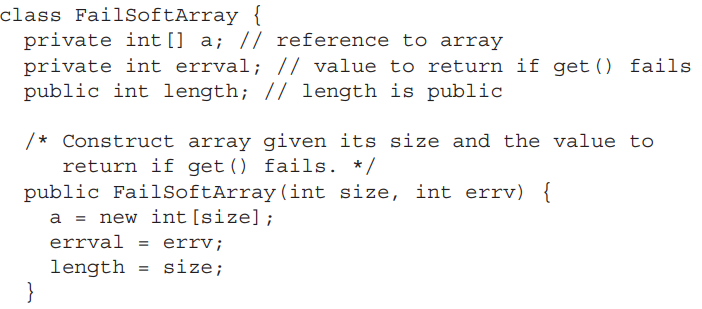 class FailSoftArray {
private int[] a; // reference to array
private int errval; // value to return if get() fails
public int length; // length is public
/* Construct array given its size and the value to
return if get() fails. */
public FailSoftArray(int size, int errv) {
a = new int[size];
errval = errv;
length = size;
}